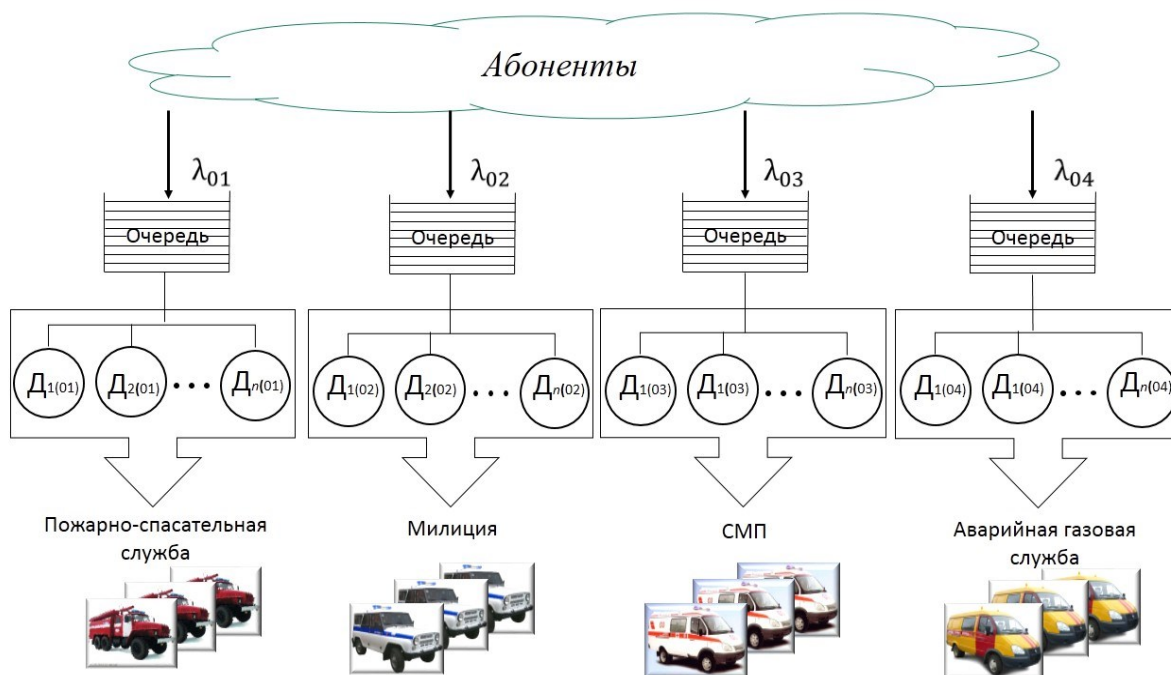 Абоненты
λ01
λ02
λ03
λ04
Очередь
Очередь
Очередь
Очередь
Д1(01) Д2(01) ... Дn(01)
Д1(02) Д2(02) ... Дn(02)
Д1(03) Д1(03) ... Дn(03)
Д1(04) Д1(04) ... Дn(04)
Пожарно-спасательная
служба
Милиция
СМП
Аварийная газовая
служба